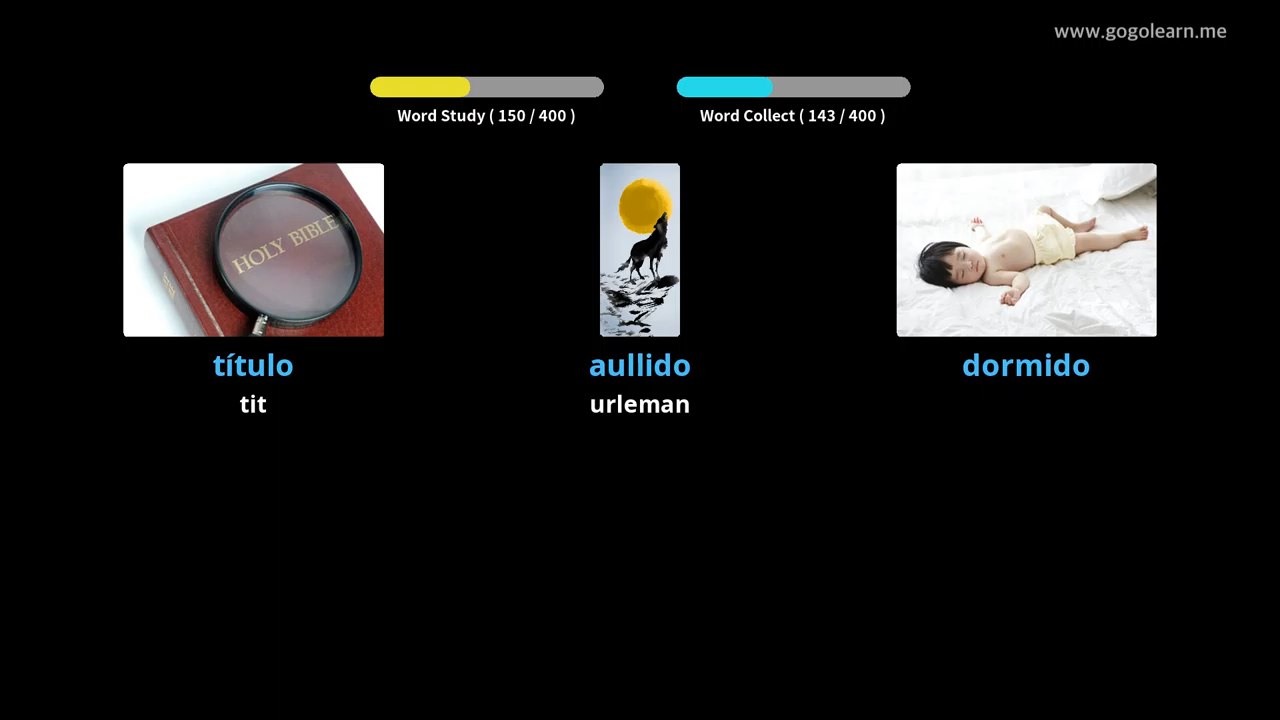 www.gogolearn.me
Word Study ( 150 / 400 )
Word Collect ( 143 / 400 )
HOLY BIBLE
título
aullido
dormido
tit
urleman